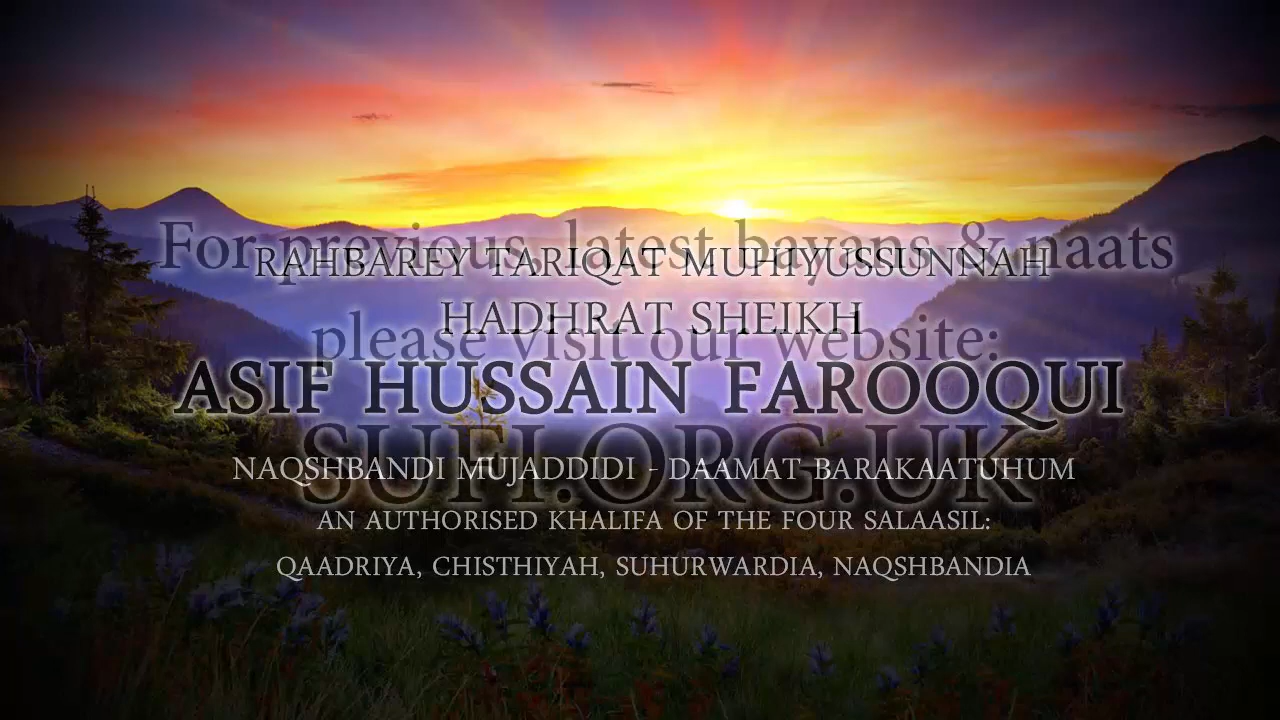 For previous, latest bayans & naats
RAHBAREY TARIQAT MUHIYUSSUNNAH
HADHRAT SHEIKH
please visit our website:
ASIF HUSSAIN FAROOQUI
SUFI.ORG.UK
NAQSHBANDI MUJADDIDI - DAAMAT BARAKAATUHUM
AN AUTHORISED KHALIFA OF THE FOUR SALAASIL:
QAADRIYA, CHISTHIYAH, SUHURWARDIA, NAQSHBANDIA